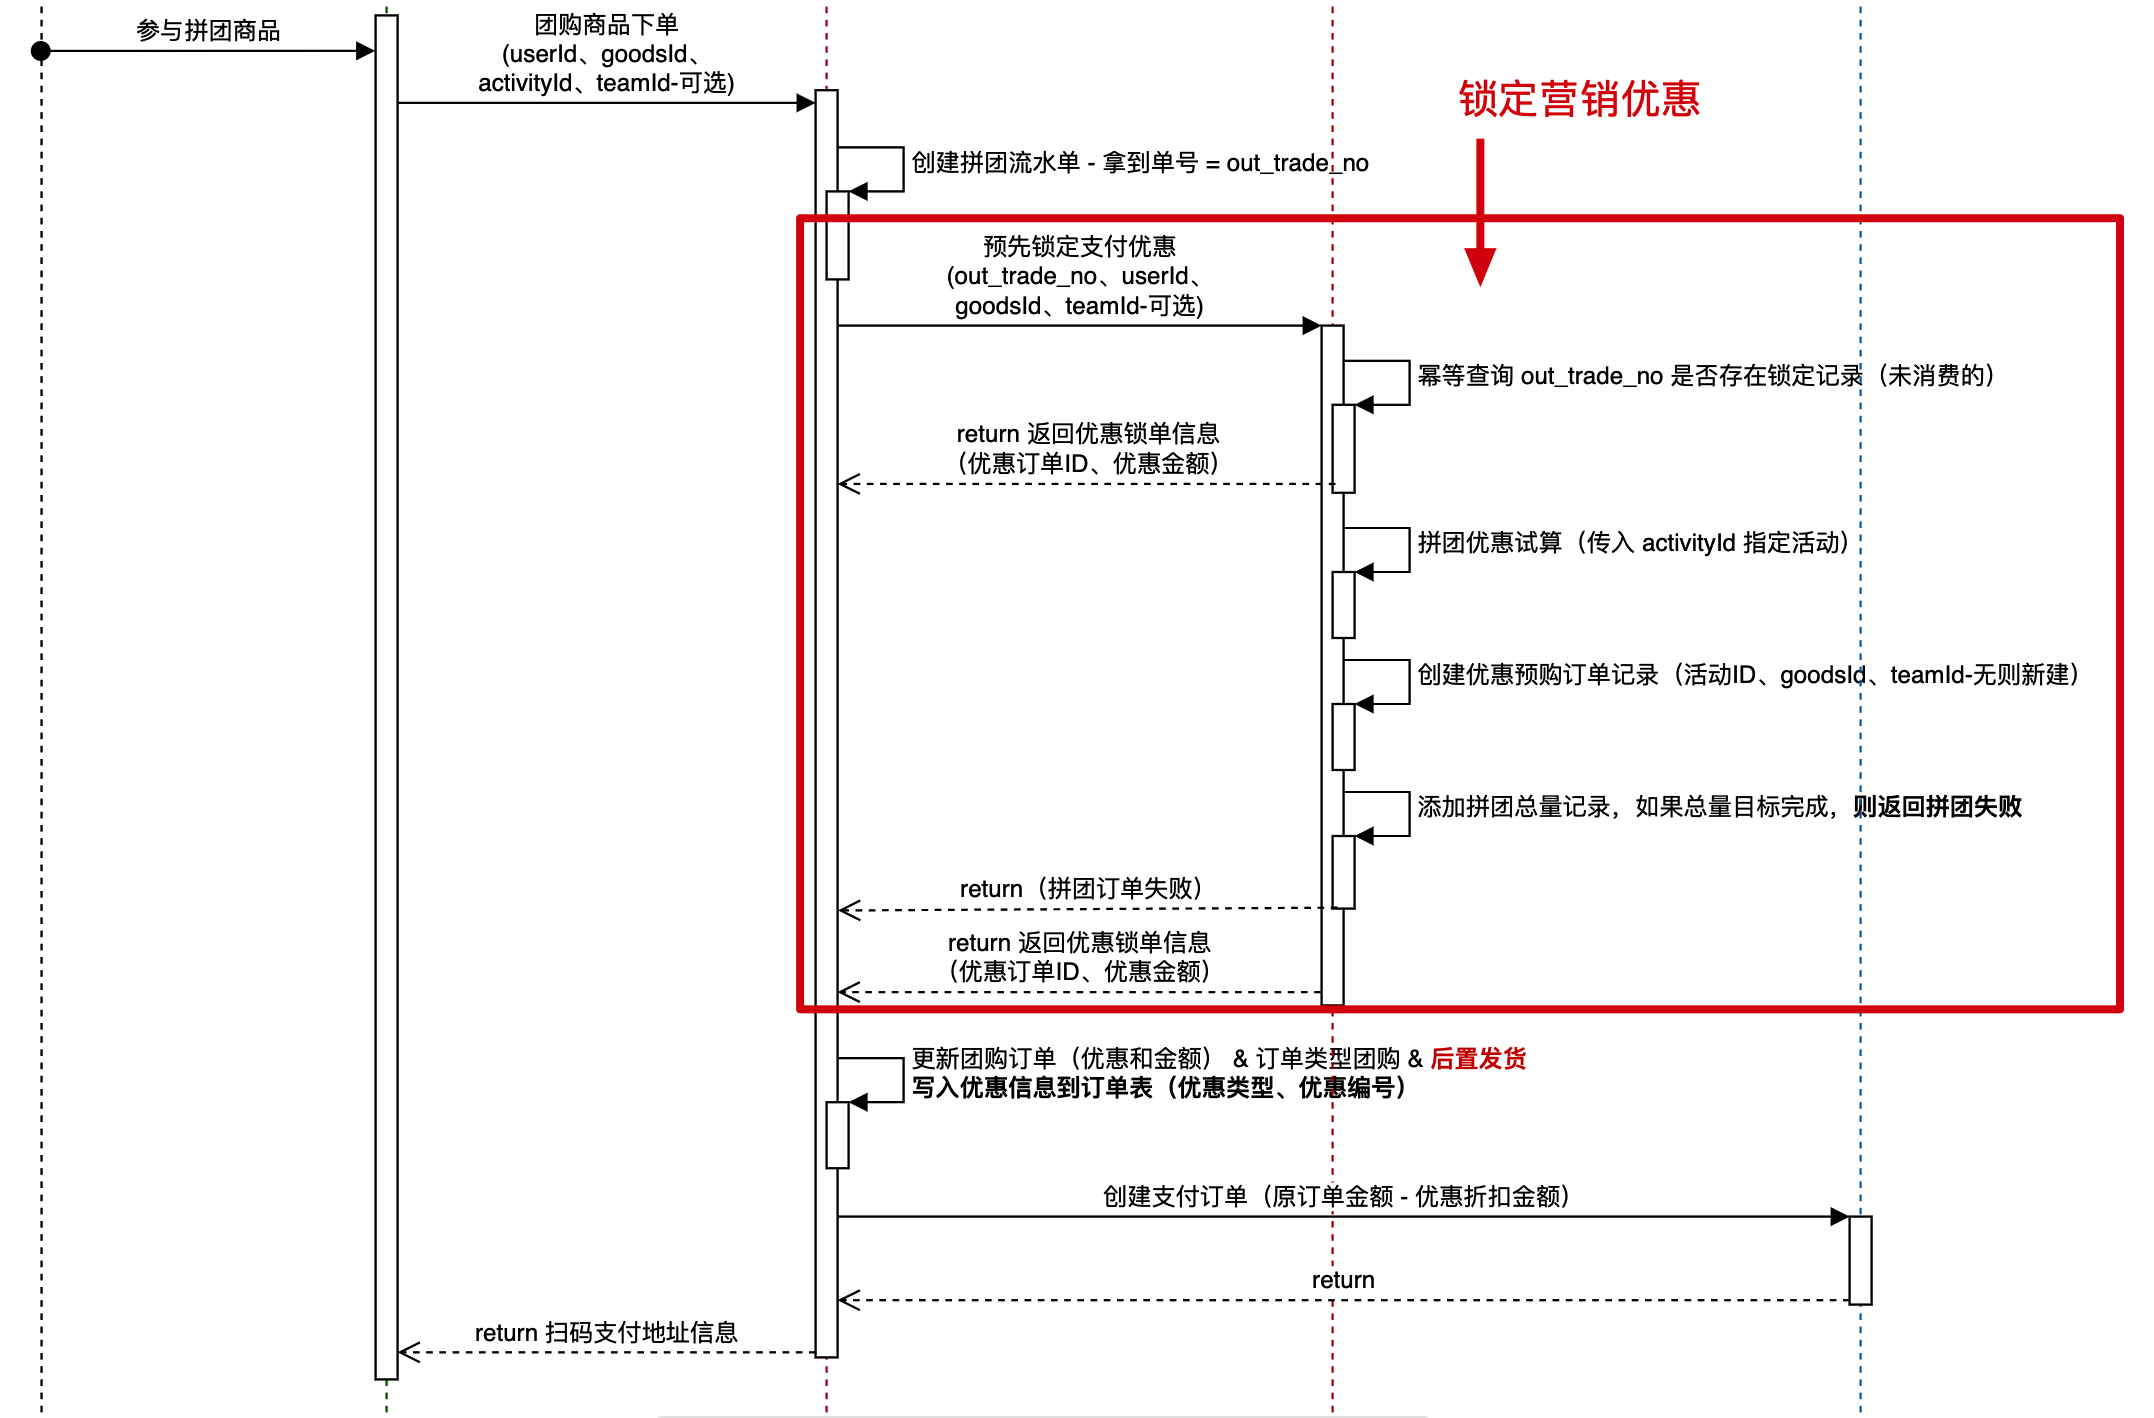 参与拼团商品
团购商品下单
(userId、goodsId、
activityId、teamId-可选)
锁定营销优惠
创建拼团流水单 - 拿到单号 = out_trade_no
预先锁定支付优惠
(out_trade_no、userId、
goodsId、teamId-可选)
幂等查询 out_trade_no 是否存在锁定记录（未消费的）
return 返回优惠锁单信息
（优惠订单ID、优惠金额）
拼团优惠试算（传入 activityId 指定活动）
创建优惠预购订单记录（活动ID、goodsId、teamId-无则新建）
添加拼团总量记录，如果总量目标完成，则返回拼团失败
return（拼团订单失败）
return 返回优惠锁单信息
（优惠订单ID、优惠金额）
更新团购订单（优惠和金额） & 订单类型团购 & 后置发货
写入优惠信息到订单表（优惠类型、优惠编号）
创建支付订单（原订单金额 - 优惠折扣金额）
return
return 扫码支付地址信息